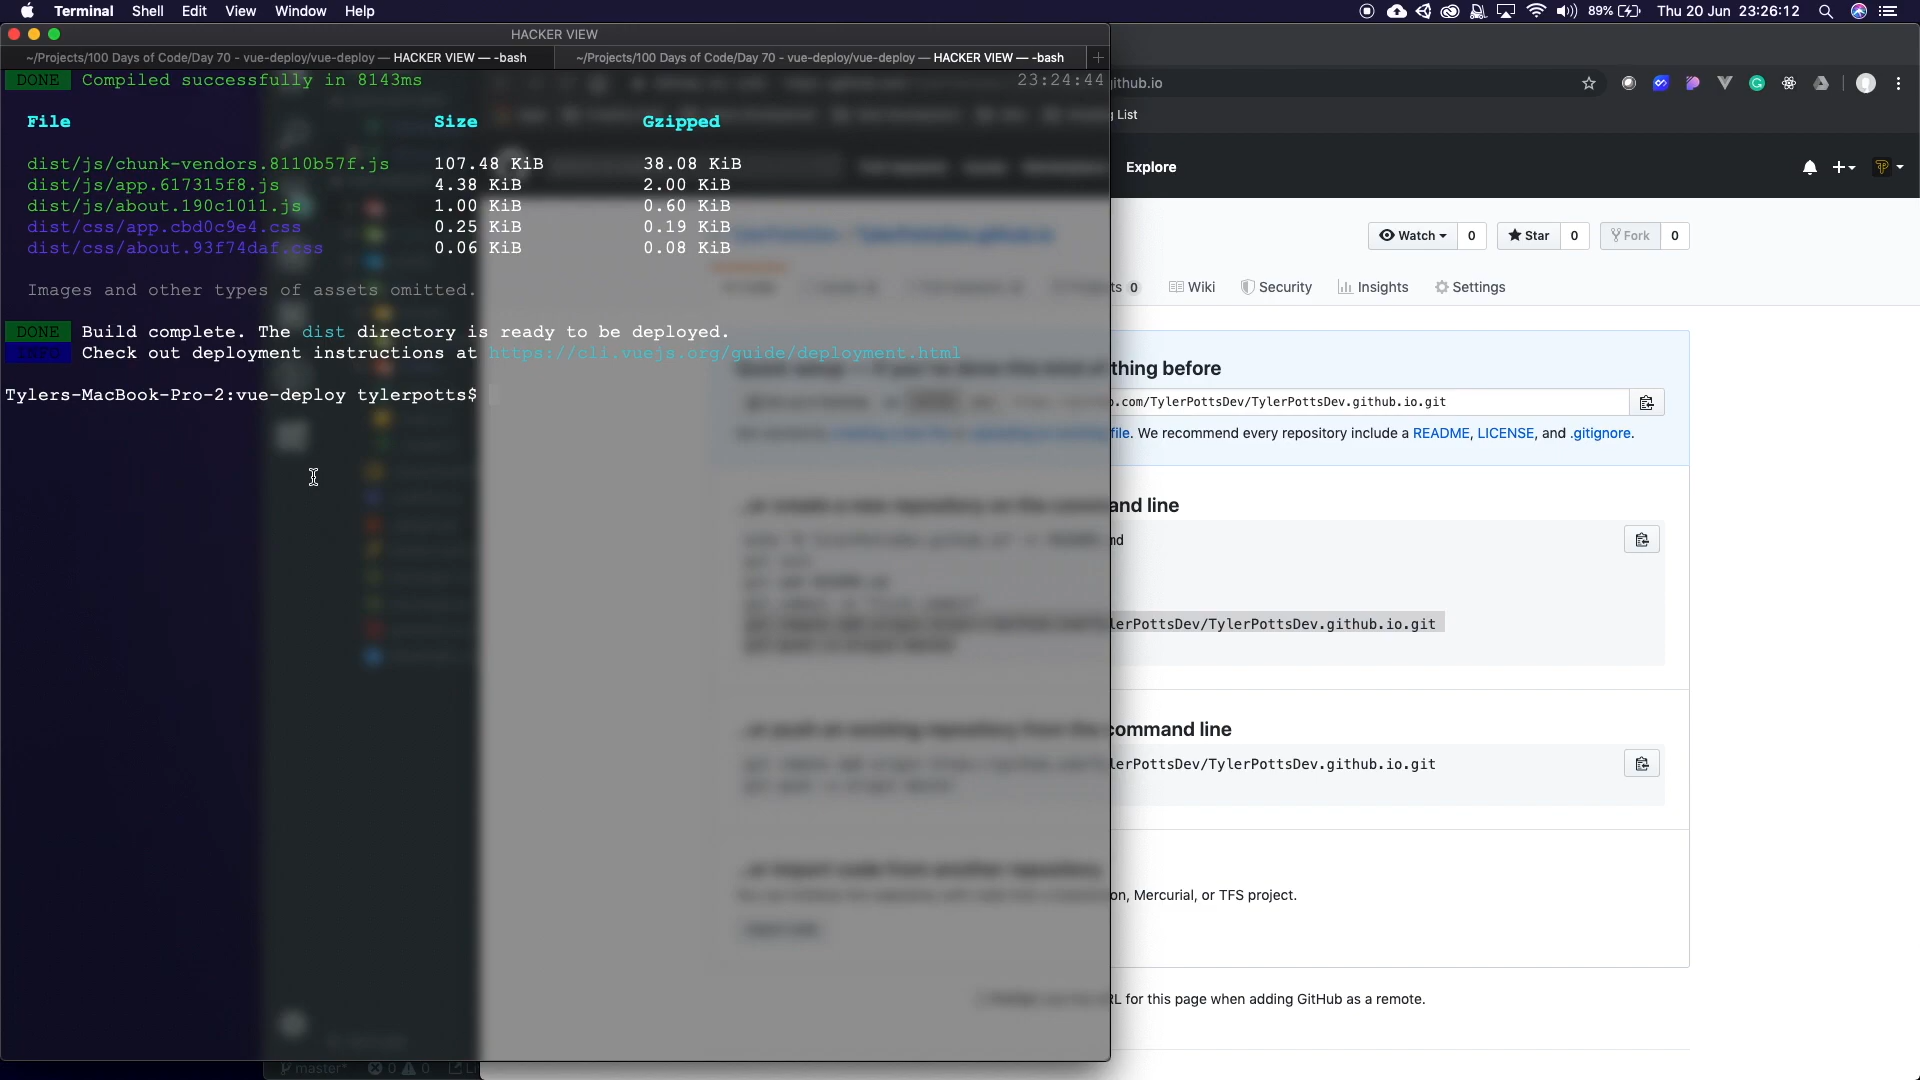 Terminal Shell Edit View Window Help
89% Thu 20 Jun 23:26:12
HACKER VIEW
~/Projects/100 Days of Code/Day 70 - vue-deploy/vue-deploy — HACKER VIEW — -bash
~/Projects/100 Days of Code/Day 70 - vue-deploy/vue-deploy — HACKER VIEW — -bash
DONE Compiled successfully in 8143ms 23:24:44
File Size Gzipped
dist/js/chunk-vendors.8110b57f.js 107.48 KiB 38.08 KiB
dist/js/app.617315f8.js 4.38 KiB 2.00 KiB
dist/js/about.190c1011.js 1.00 KiB 0.60 KiB
dist/css/app.cbd0c9e4.css 0.25 KiB 0.19 KiB
dist/css/about.93f74daf.css 0.06 KiB 0.08 KiB
Images and other types of assets omitted.
DONE Build complete. The dist directory is ready to be deployed.
INFO Check out deployment instructions at https://cli.vuejs.org/guide/deployment.html
Tylers-MacBook-Pro-2:vue-deploy tylerpotts$
master* 0 0
ithub.io
List
Explore
Watch 0 Star 0 Fork 0
ts 0 Wiki Security Insights Settings
thing before
.com/TylerPottsDev/TylerPottsDev.github.io.git
file. We recommend every repository include a README, LICENSE, and .gitignore.
and line
md
lerPottsDev/TylerPottsDev.github.io.git
command line
lerPottsDev/TylerPottsDev.github.io.git
on, Mercurial, or TFS project.
RL for this page when adding GitHub as a remote.